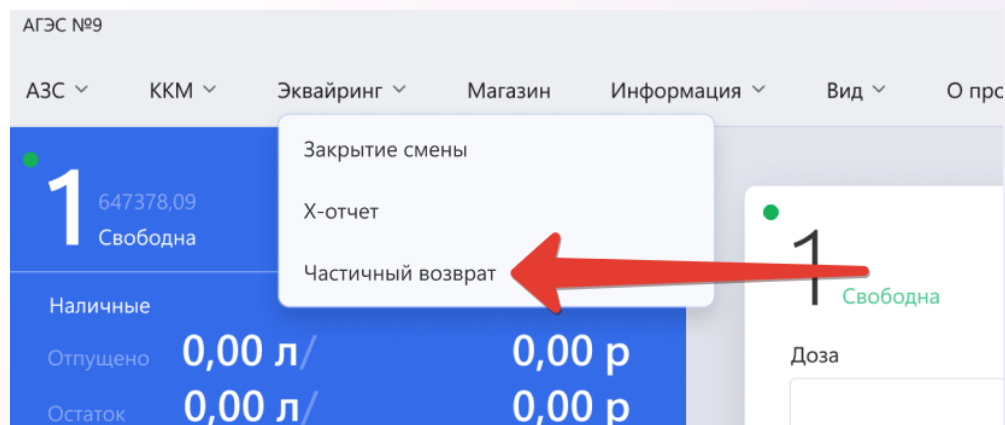 АГЭС №9
АЗС ККМ Эквайринг Магазин Информация Вид О прс
Закрытие смены
Х-отчет
Частичный возврат
1
647378,09
Свободна
Наличные
Отпущено 0,00 л/ 0,00 р
Остаток 0,00 л/ 0,00 р
1
Свободна
Доза